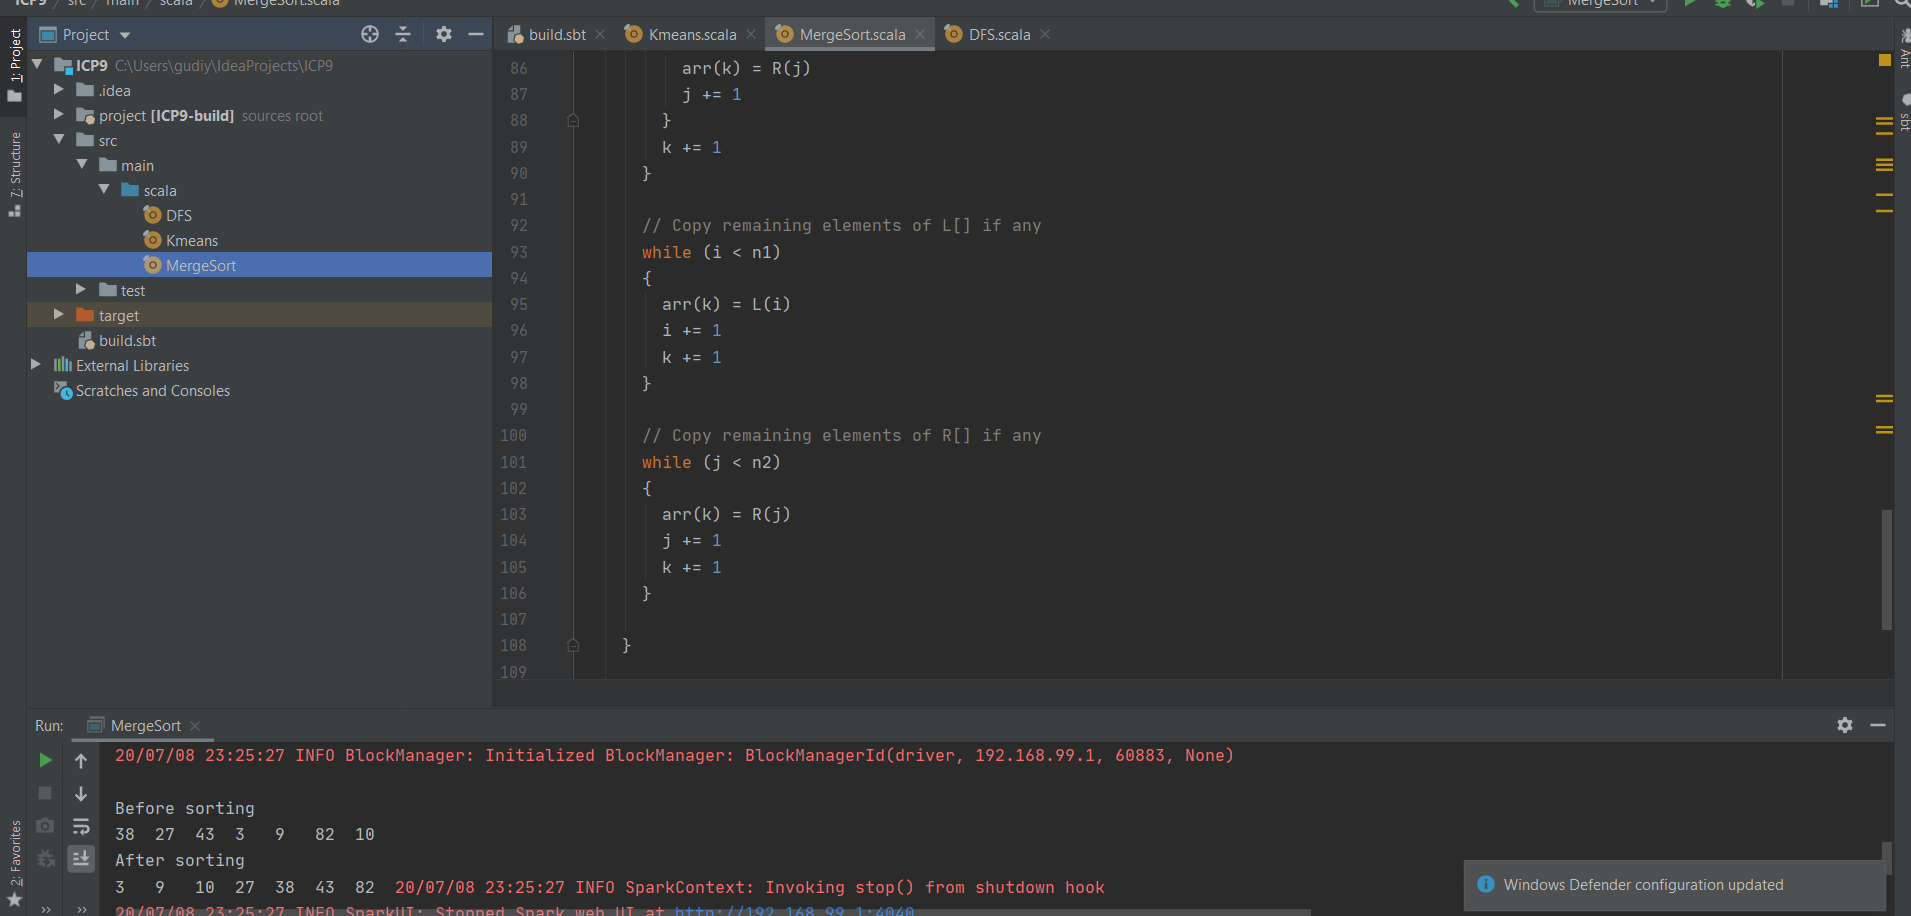 ICP9 / src / main / scala / MergeSort.scala
MergeSort
1: Project
7: Structure
2: Favorites
Project
ICP9 C:\Users\gudiy\IdeaProjects\ICP9
.idea
project [ICP9-build] sources root
src
main
scala
DFS
Kmeans
MergeSort
test
target
build.sbt
External Libraries
Scratches and Consoles
build.sbt Kmeans.scala MergeSort.scala DFS.scala
Ant
sbt
86 arr(k) = R(j)
87 j += 1
88 }
89 k += 1
90 }
91
92 // Copy remaining elements of L[] if any
93 while (i < n1)
94 {
95 arr(k) = L(i)
96 i += 1
97 k += 1
98 }
99
100 // Copy remaining elements of R[] if any
101 while (j < n2)
102 {
103 arr(k) = R(j)
104 j += 1
105 k += 1
106 }
107
108 }
109
Run: MergeSort
20/07/08 23:25:27 INFO BlockManager: Initialized BlockManager: BlockManagerId(driver, 192.168.99.1, 60883, None)
Before sorting
38 27 43 3 9 82 10
After sorting
3 9 10 27 38 43 82 20/07/08 23:25:27 INFO SparkContext: Invoking stop() from shutdown hook
20/07/08 23:25:27 INFO SparkUI: Stopped Spark web UI at http://192.168.99.1:4040
Windows Defender configuration updated